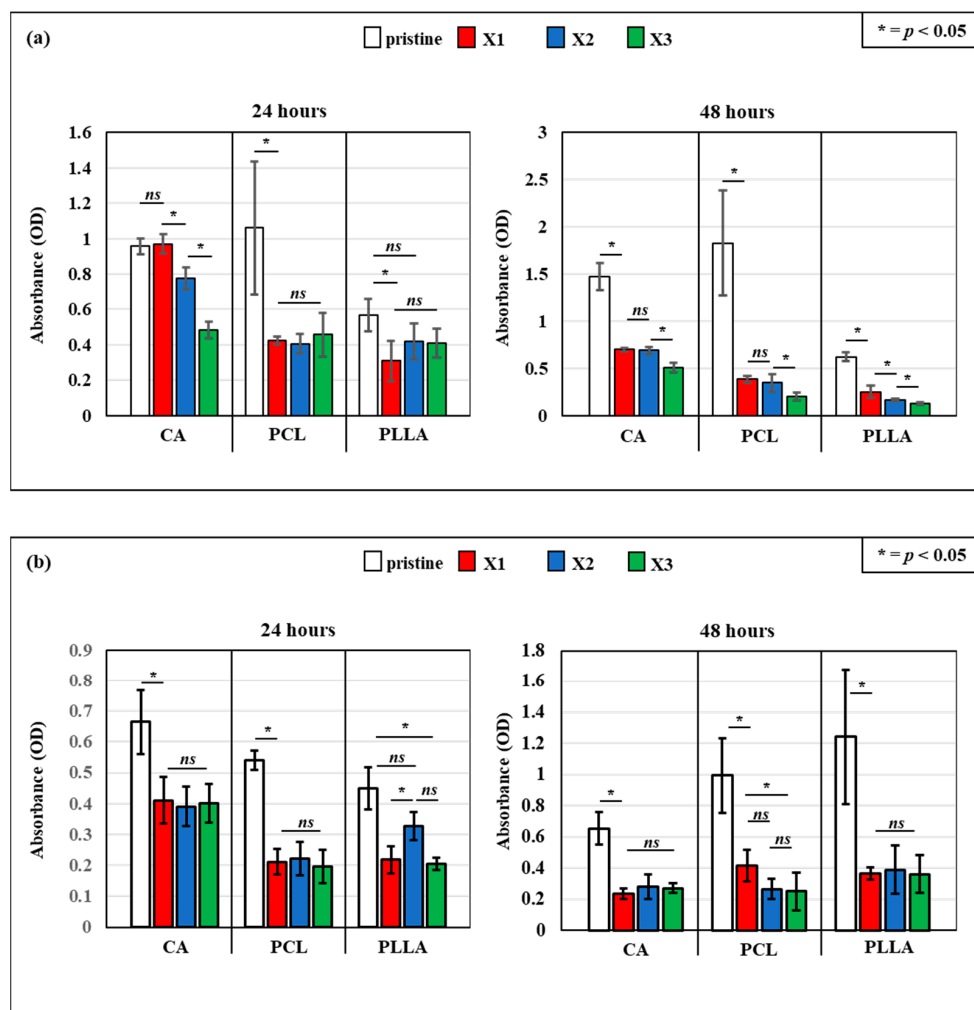 (a)
pristine X1 X2 X3
* = p < 0.05
24 hours
48 hours
Absorbance (OD)
1.6
1.4
1.2
1
0.8
0.6
0.4
0.2
0
ns * *
* ns
ns * ns
CA PCL PLLA
Absorbance (OD)
3
2.5
2
1.5
1
0.5
0
* ns *
* ns *
* * *
CA PCL PLLA
(b)
pristine X1 X2 X3
* = p < 0.05
24 hours
48 hours
Absorbance (OD)
0.9
0.8
0.7
0.6
0.5
0.4
0.3
0.2
0.1
0
* ns
* ns
* ns * ns
CA PCL PLLA
Absorbance (OD)
1.8
1.6
1.4
1.2
1
0.8
0.6
0.4
0.2
0
* ns
* * ns ns
* ns
CA PCL PLLA